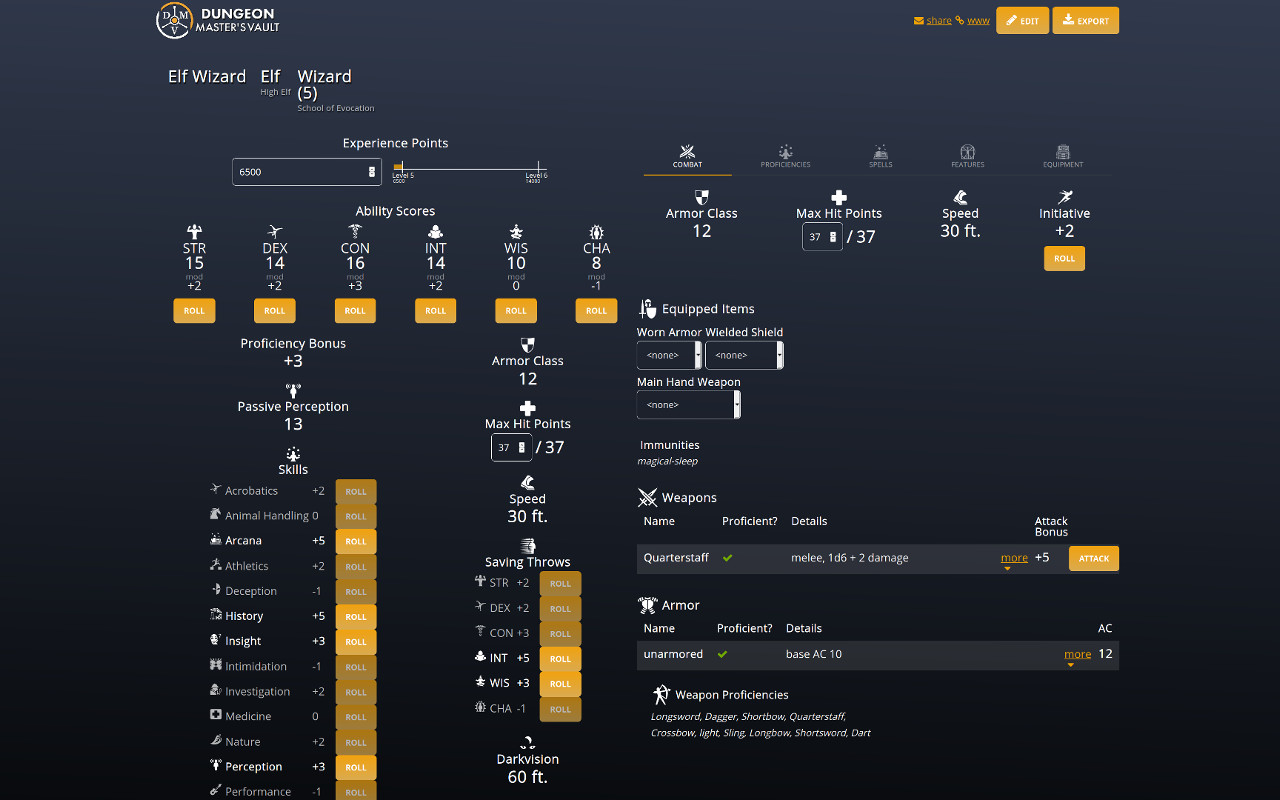 DUNGEON
MASTER'S VAULT
share www EDIT EXPORT
Elf Wizard Elf Wizard
(5)
High Elf
School of Evocation
Experience Points
6500
Level 5 Level 6
6500 14000
COMBAT PROFICIENCIES SPELLS FEATURES EQUIPMENT
Ability Scores
STR DEX CON INT WIS CHA
15 14 16 14 10 8
mod mod mod mod mod mod
+2 +2 +3 +2 0 -1
ROLL ROLL ROLL ROLL ROLL ROLL
Armor Class Max Hit Points Speed Initiative
12 37 / 37 30 ft. +2
ROLL
Proficiency Bonus
+3
Passive Perception
13
Skills
Acrobatics +2 ROLL
Animal Handling 0 ROLL
Arcana +5 ROLL
Athletics +2 ROLL
Deception -1 ROLL
History +5 ROLL
Insight +3 ROLL
Intimidation -1 ROLL
Investigation +2 ROLL
Medicine 0 ROLL
Nature +2 ROLL
Perception +3 ROLL
Performance -1 ROLL
Armor Class
12
Max Hit Points
37 / 37
Speed
30 ft.
Saving Throws
STR +2 ROLL
DEX +2 ROLL
CON +3 ROLL
INT +5 ROLL
WIS +3 ROLL
CHA -1 ROLL
Darkvision
60 ft.
Equipped Items
Worn Armor Wielded Shield
<none> <none>
Main Hand Weapon
<none>
Immunities
magical-sleep
Weapons
Name Proficient? Details Attack
Bonus
Quarterstaff melee, 1d6 + 2 damage more +5 ATTACK
Armor
Name Proficient? Details AC
unarmored base AC 10 more 12
Weapon Proficiencies
Longsword, Dagger, Shortbow, Quarterstaff,
Crossbow, light, Sling, Longbow, Shortsword, Dart